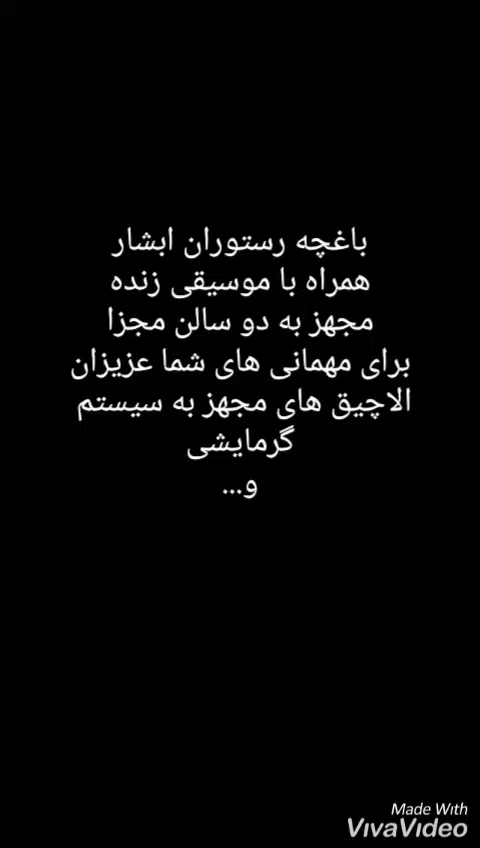 باغچه رستوران ابشار
همراه با موسیقی زنده
مجهز به دو سالن مجزا
برای مهمانی های شما عزیزان
الاچیق های مجهز به سیستم
گرمایشی
و...
Made With
VivaVideo